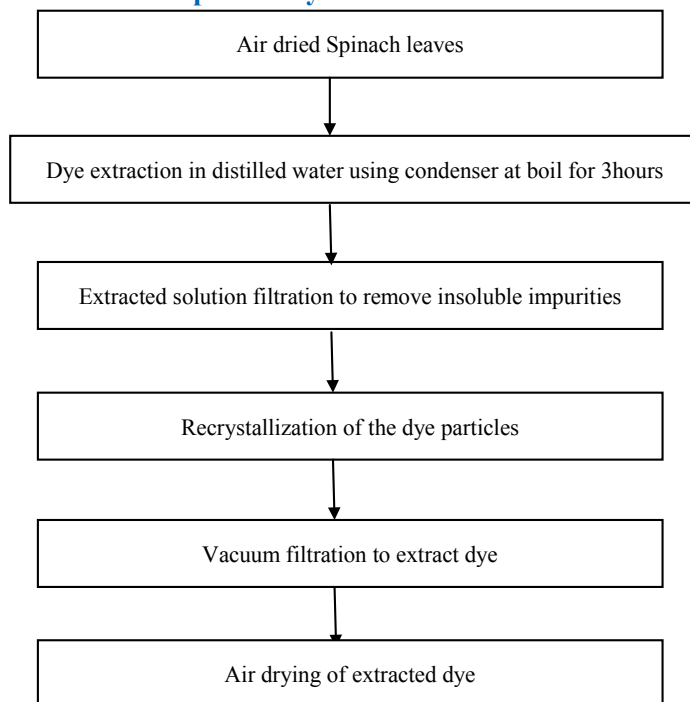 Air dried Spinach leaves
Dye extraction in distilled water using condenser at boil for 3hours
Extracted solution filtration to remove insoluble impurities
Recrystallization of the dye particles
Vacuum filtration to extract dye
Air drying of extracted dye